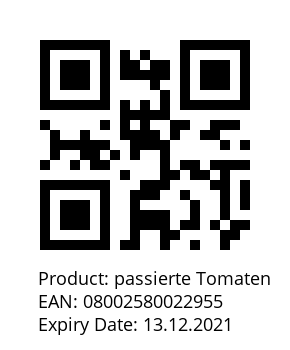 Product: passierte Tomaten
EAN: 08002580022955
Expiry Date: 13.12.2021